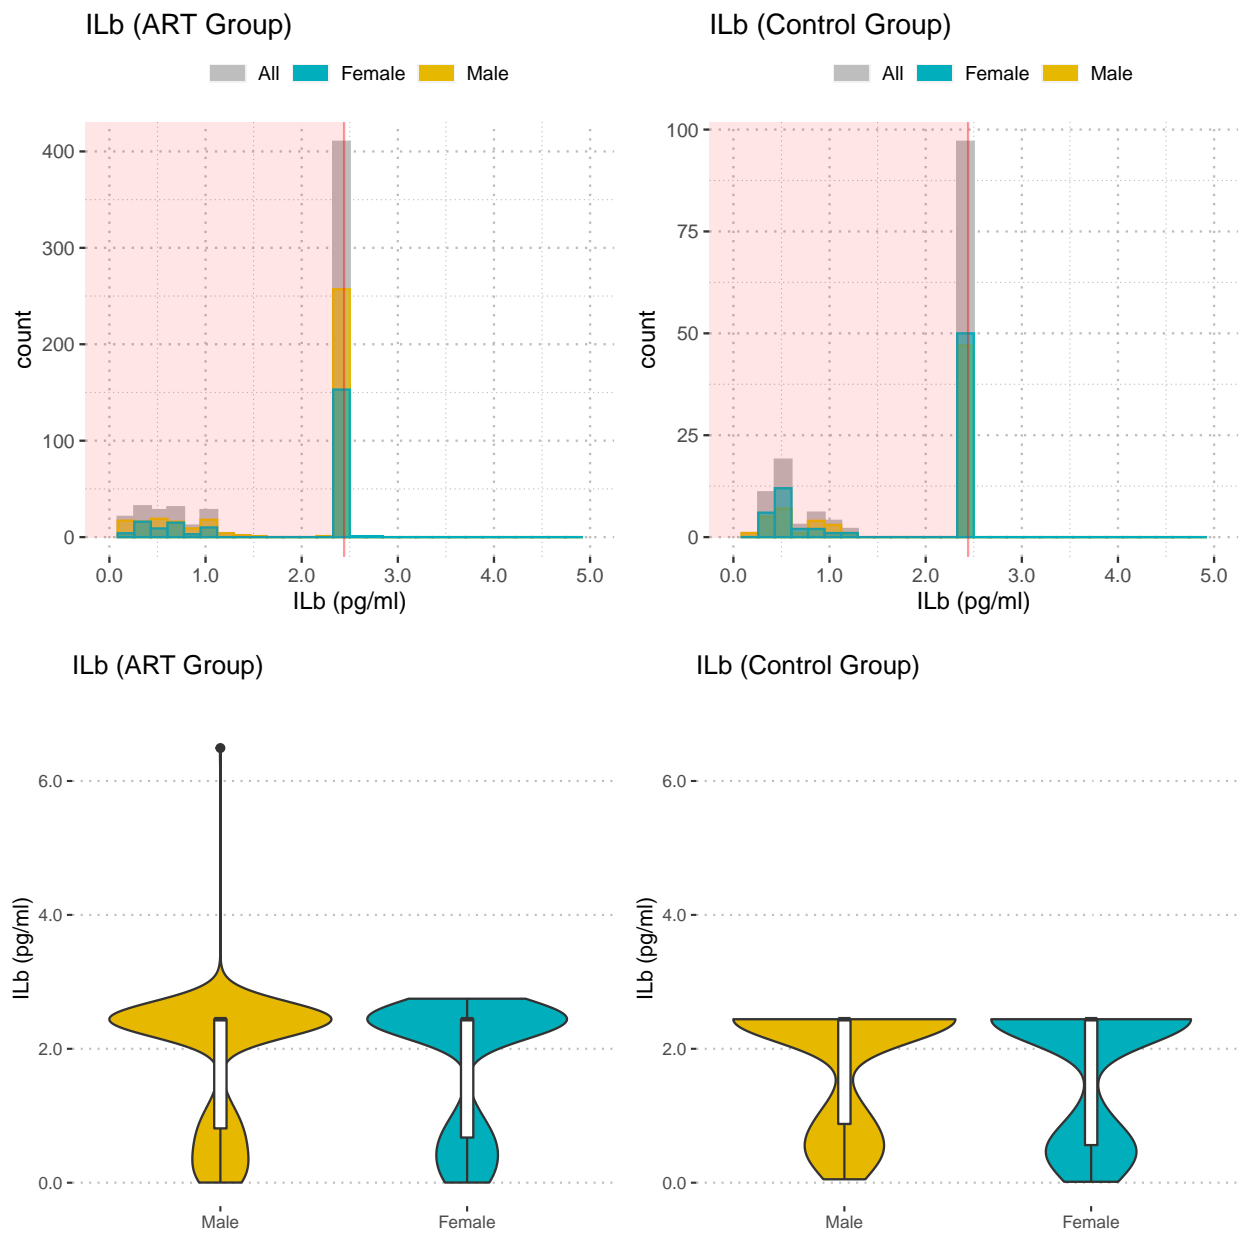 ILb (ART Group)
All Female Male
400
300
200
100
0
count
0.0 1.0 2.0 3.0 4.0 5.0
ILb (pg/ml)
ILb (Control Group)
All Female Male
100
75
50
25
0
count
0.0 1.0 2.0 3.0 4.0 5.0
ILb (pg/ml)
ILb (ART Group)
6.0
4.0
2.0
0.0
ILb (pg/ml)
Male Female
ILb (Control Group)
6.0
4.0
2.0
0.0
ILb (pg/ml)
Male Female